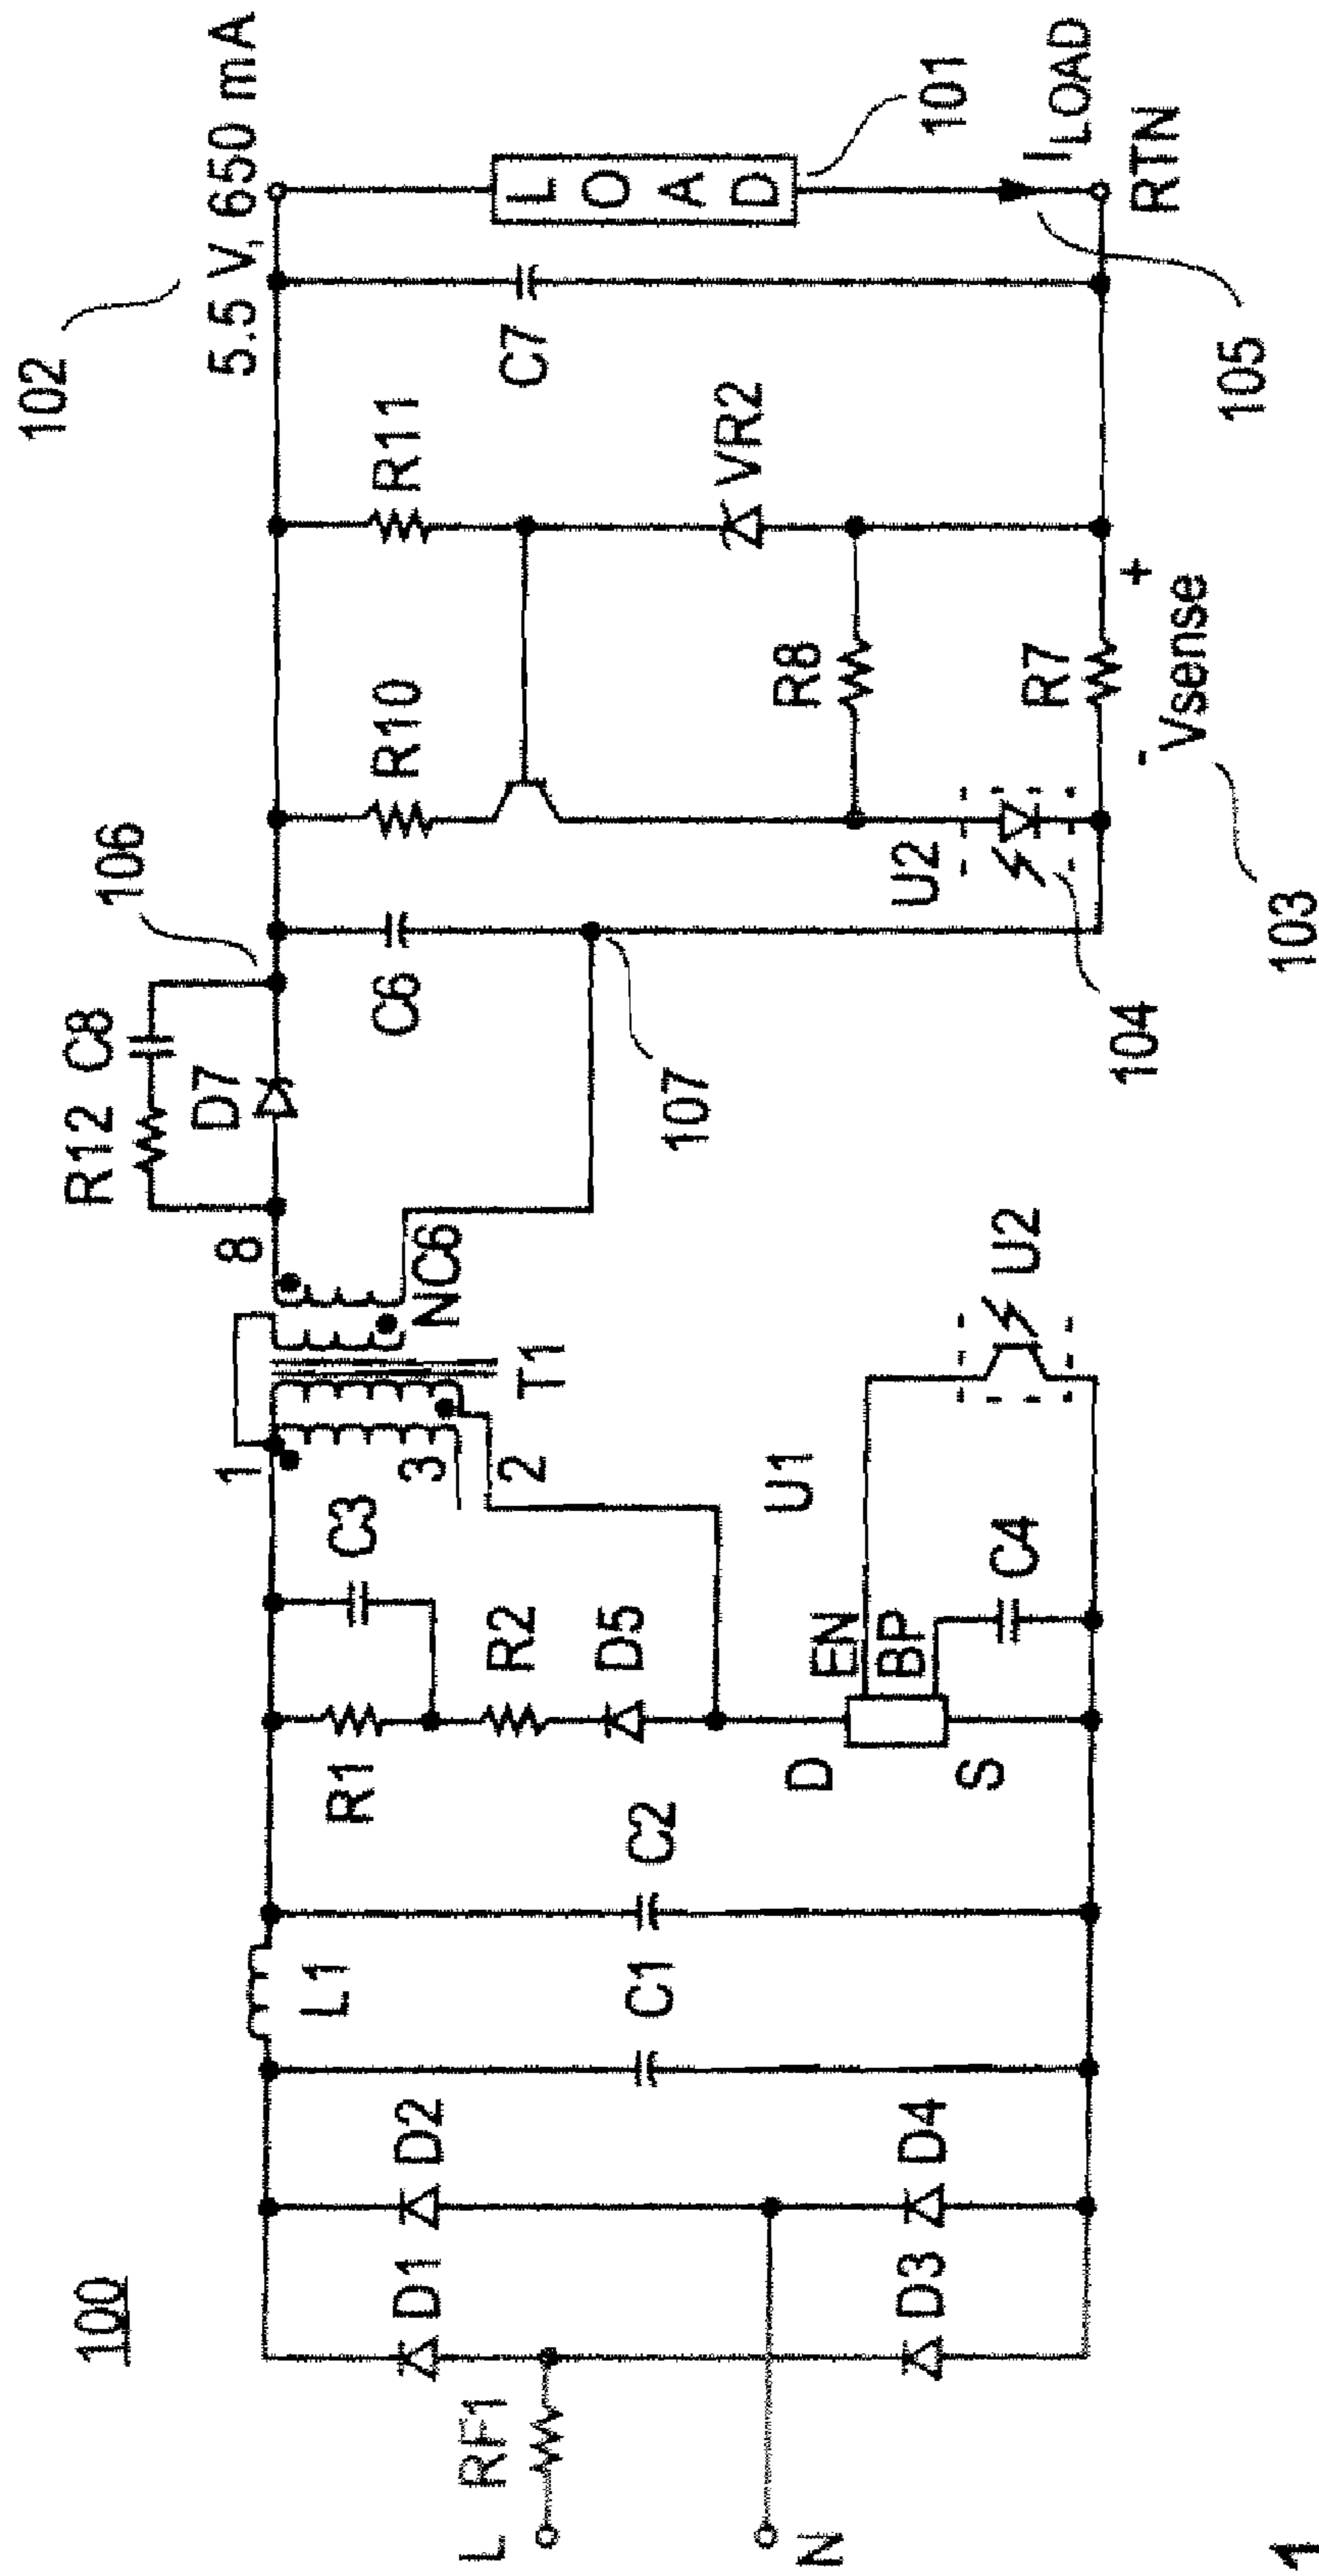 100
L
RF1
N
D1
D2
D3
D4
L1
C1
C2
R1
C3
R2
D5
D
S
EN
BP
U1
C4
U2
1
3
2
T1
8
NC6
R12
C8
D7
106
C6
107
R10
R11
U2
104
R8
VR2
R7
- +
Vsense
103
C7
102
5.5 V, 650 mA
LOAD
101
ILOAD
105
RTN
1